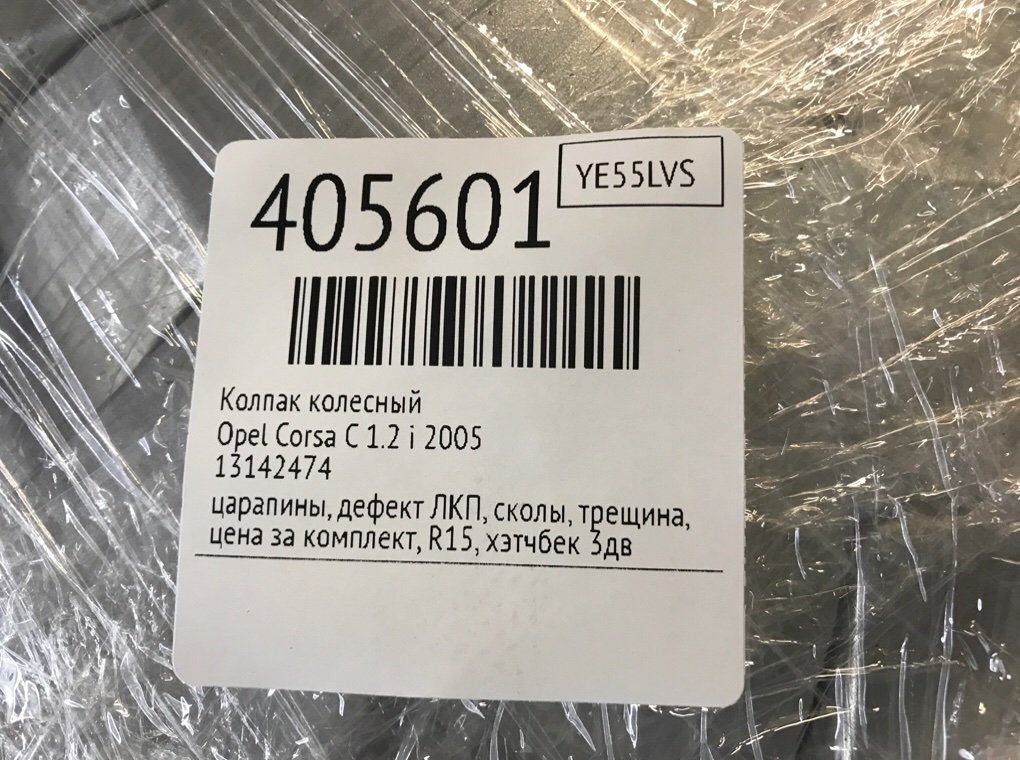 405601
YE55LVS
Колпак колесный
Opel Corsa C 1.2 i 2005
13142474
царапины, дефект ЛКП, сколы, трещина,
цена за комплект, R15, хэтчбек 3дв